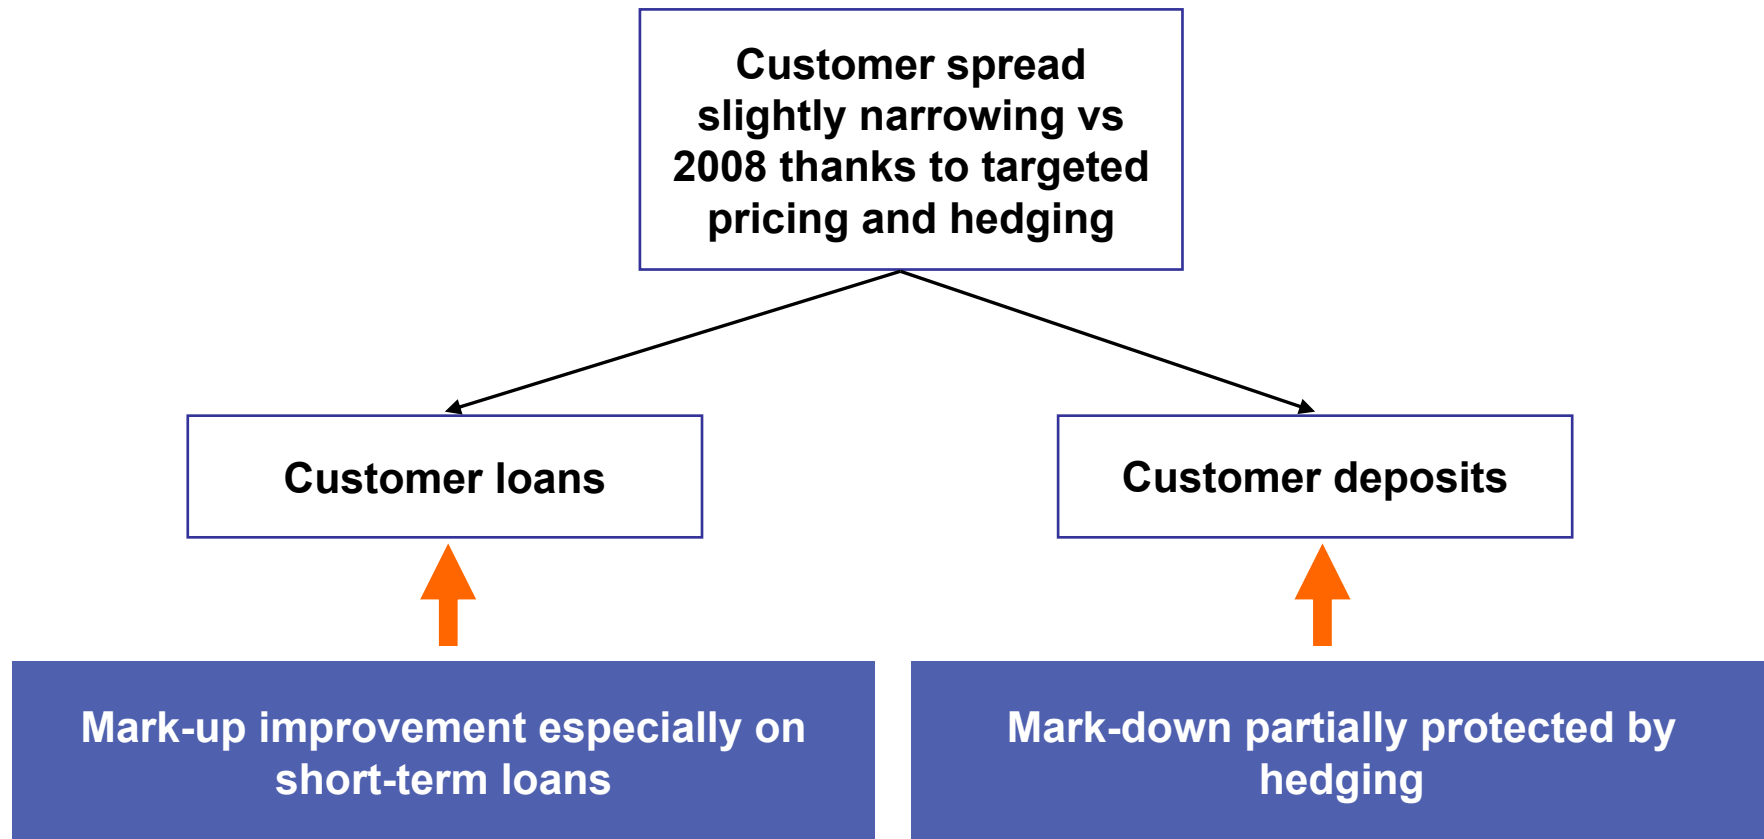 Customer spread
slightly narrowing vs
2008 thanks to targeted
pricing and hedging
Customer loans
Customer deposits
Mark-up improvement especially on
short-term loans
Mark-down partially protected by
hedging